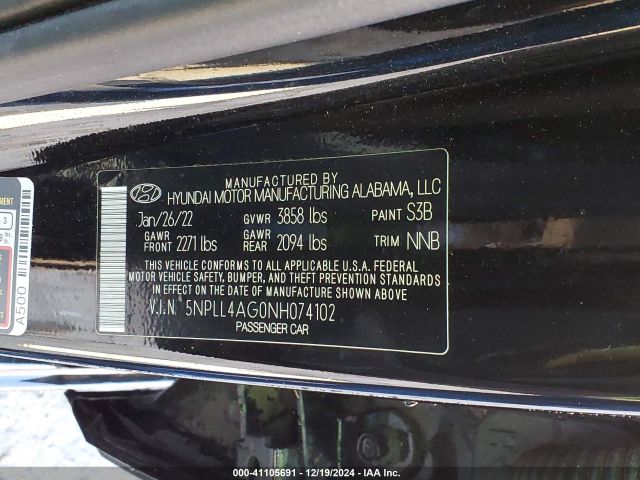 MANUFACTURED BY
HYUNDAI MOTOR MANUFACTURING ALABAMA, LLC
Jan/26/22 GVWR 3858 lbs PAINT S3B
GAWR FRONT 2271 lbs GAWR REAR 2094 lbs TRIM NNB
THIS VEHICLE CONFORMS TO ALL APPLICABLE U.S.A. FEDERAL
MOTOR VEHICLE SAFETY, BUMPER, AND THEFT PREVENTION STANDARDS
IN EFFECT ON THE DATE OF MANUFACTURE SHOWN ABOVE
V.I.N 5NPLL4AG0NH074102
PASSENGER CAR
A500
000-41105691 - 12/19/2024 - IAA Inc.